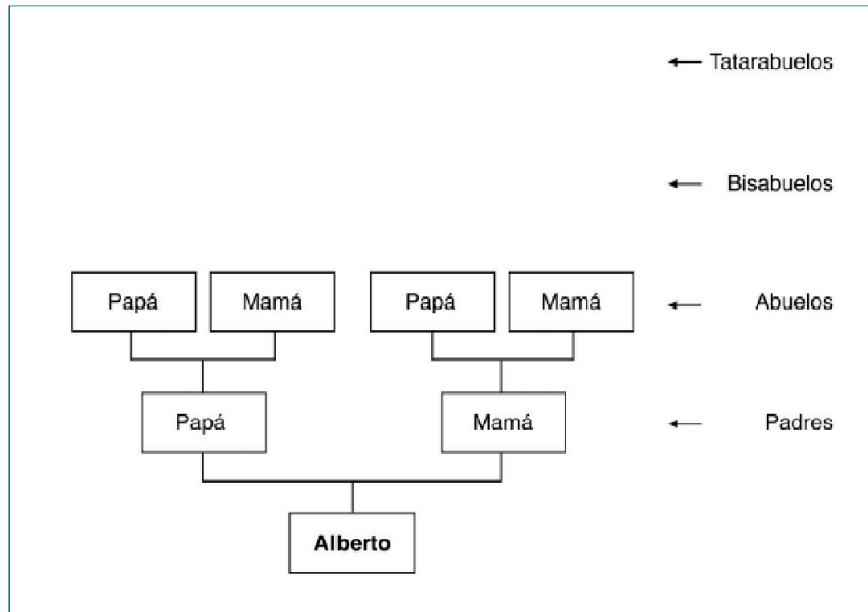 Tatarabuelos
Bisabuelos
Papá Mamá Papá Mamá Abuelos
Papá Mamá Padres
Alberto